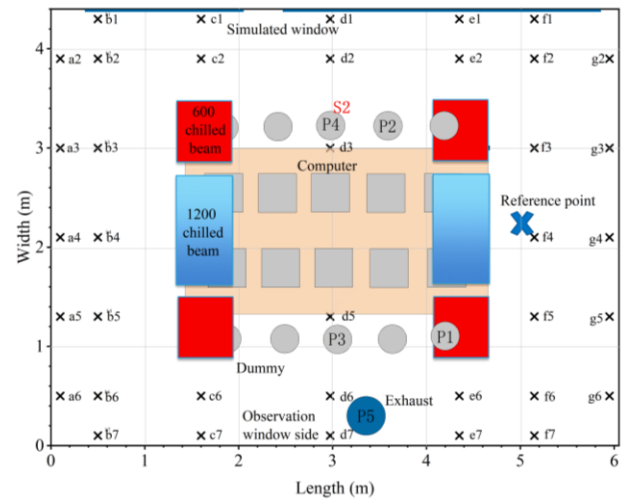 4
b1
c1
d1
e1
f1
Simulated window
a2
b2
c2
d2
e2
f2
g2
S2
600
chilled
beam
P4
P2
3
a3
b3
d3
f3
g3
Computer
Reference point
1200
chilled
beam
2
a4
b4
f4
g4
a5
b5
d5
f5
g5
1
P3
P1
Dummy
a6
b6
c6
d6
e6
f6
g6
Exhaust
P5
Observation
window side
b7
c7
d7
e7
f7
0
0
1
2
3
4
5
6
Width (m)
Length (m)